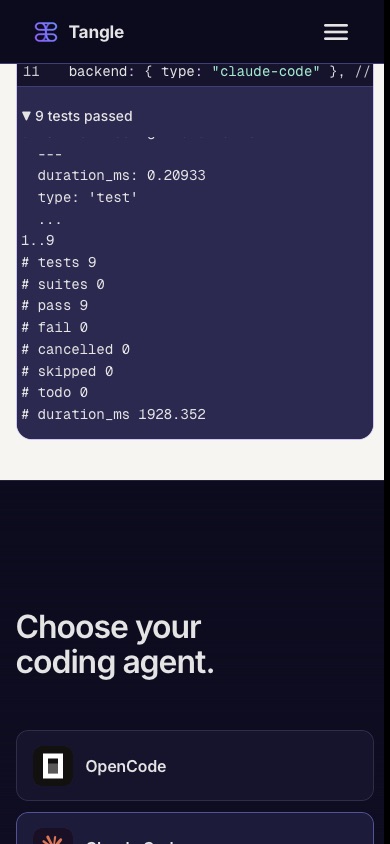 Tangle
11 backend: { type: "claude-code" }, //
▼ 9 tests passed
---
duration_ms: 0.20933
type: 'test'
...
1..9
# tests 9
# suites 0
# pass 9
# fail 0
# cancelled 0
# skipped 0
# todo 0
# duration_ms 1928.352
Choose your
coding agent.
OpenCode